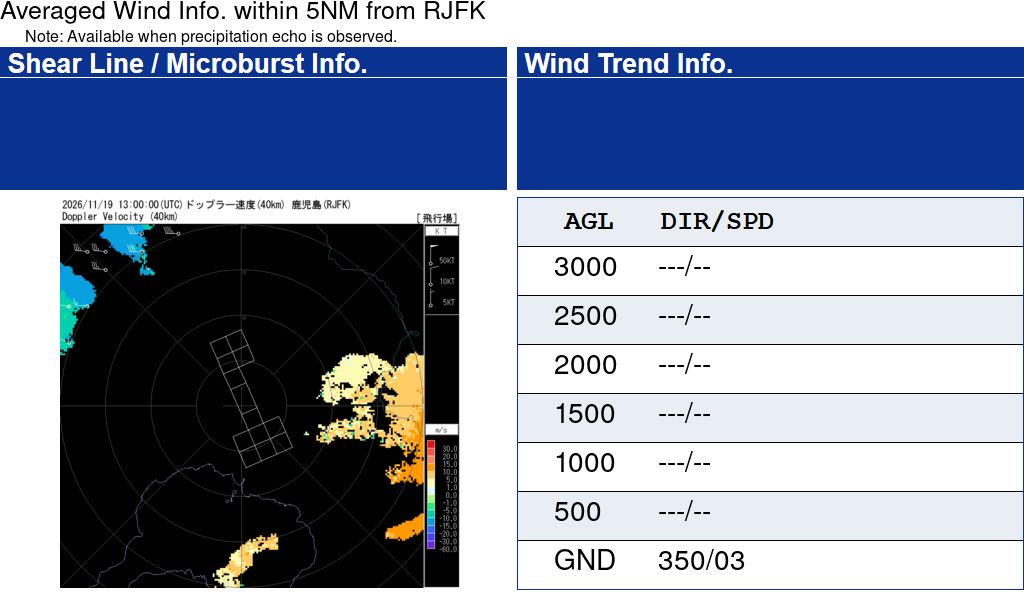 Averaged Wind Info. within 5NM from RJFK
Note: Available when precipitation echo is observed.
Shear Line / Microburst Info.
Wind Trend Info.
2026/11/19 13:00:00(UTC) ドップラー速度(40km) 鹿児島(RJFK)
Doppler Velocity (40km)
[飛行場]
K T
50KT
10KT
5KT
m/s
30.0
20.0
15.0
10.0
5.0
1.0
0.0
-1.0
-5.0
-10.0
-15.0
-20.0
-30.0
-60.0
AGL DIR/SPD
3000 ---/--
2500 ---/--
2000 ---/--
1500 ---/--
1000 ---/--
500 ---/--
GND 350/03